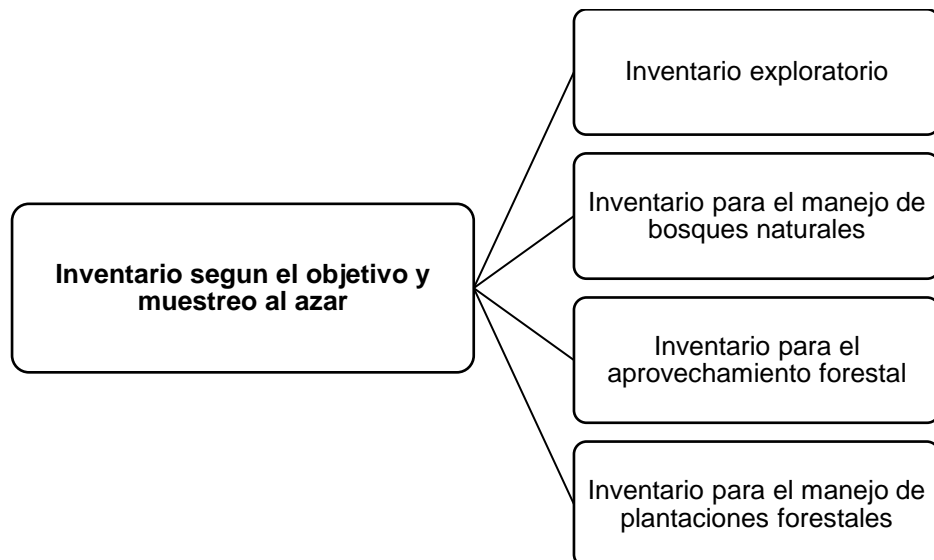 Inventario segun el objetivo y
muestreo al azar
Inventario exploratorio
Inventario para el manejo de
bosques naturales
Inventario para el
aprovechamiento forestal
Inventario para el manejo de
plantaciones forestales